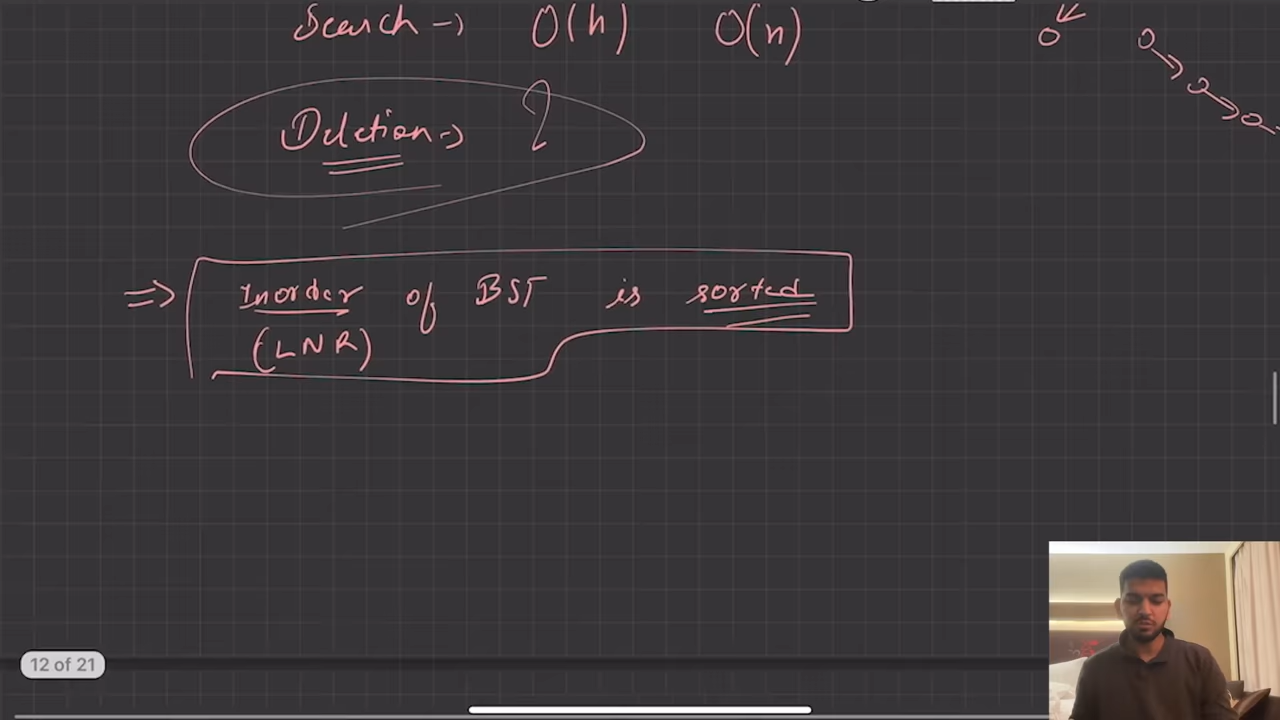 Search → O(h) O(n)
Deletion → ?
⇒ Inorder of BST is sorted
(LNR)
12 of 21